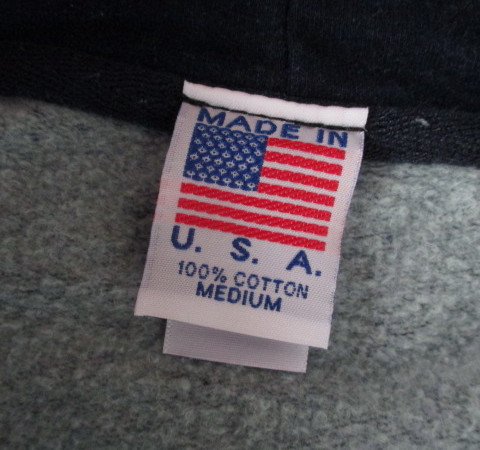 MADE IN
U. S. A.
100% COTTON
MEDIUM